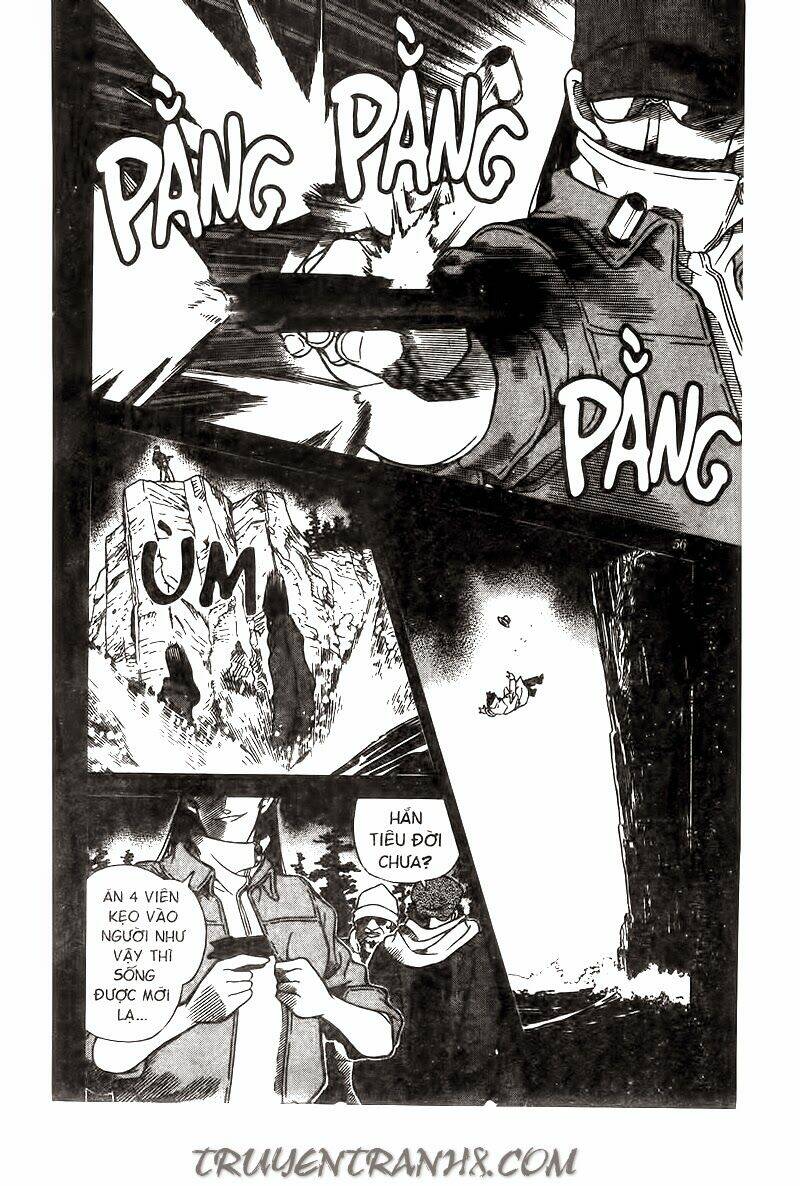 PẰNG
PẰNG
PẰNG
ÙM
56
HẮN
TIÊU ĐỜI
CHƯA?
ĂN 4 VIÊN
KẸO VÀO
NGƯỜI NHƯ
VẬY THÌ
SỐNG
ĐƯỢC MỚI
LẠ...
TRUYENTRANH8.COM